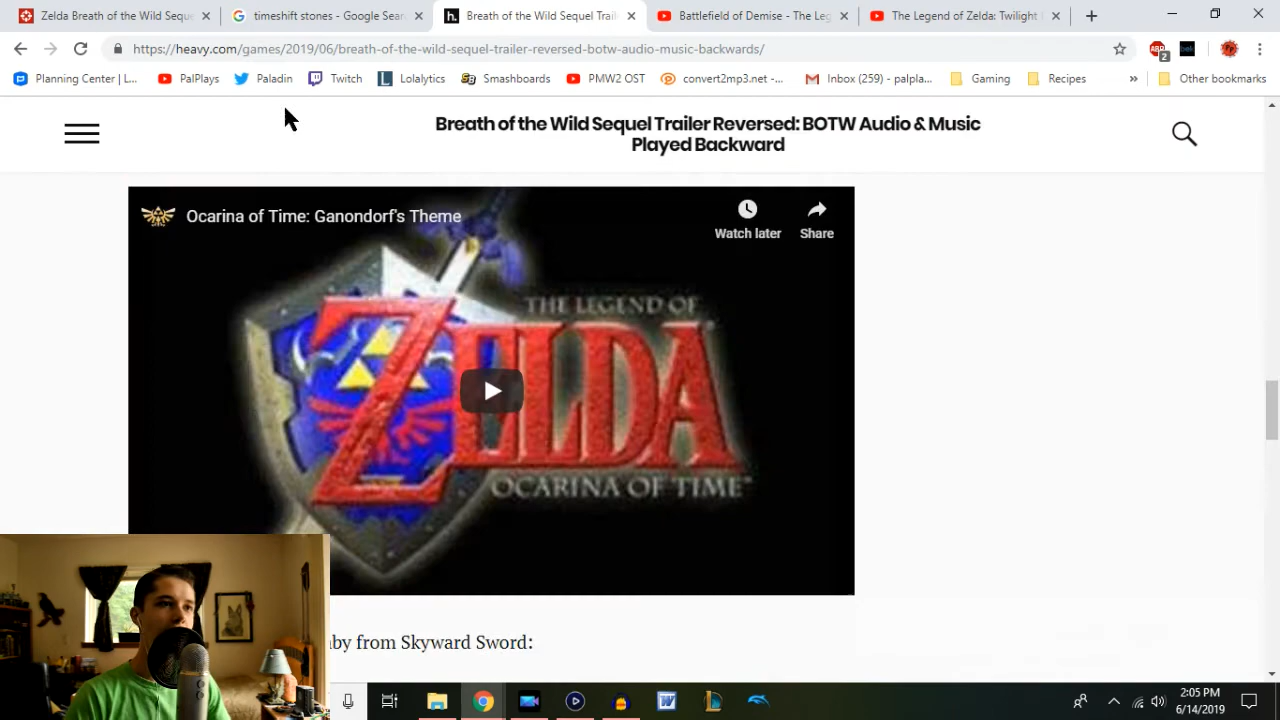 Zelda Breath of the Wild Sequ
timeshift stones - Google Sear
Breath of the Wild Sequel Trail
Battlefield of Demise - The Leg
The Legend of Zelda: Twilight
https://heavy.com/games/2019/06/breath-of-the-wild-sequel-trailer-reversed-botw-audio-music-backwards/
ABP
2
Planning Center | L...
PalPlays
Paladin
Twitch
Lolalytics
Smashboards
PMW2 OST
convert2mp3.net -...
Inbox (259) - palpla...
Gaming
Recipes
Other bookmarks
Breath of the Wild Sequel Trailer Reversed: BOTW Audio & Music
Played Backward
Ocarina of Time: Ganondorf's Theme
Watch later
Share
THE LEGEND OF
ZELDA
OCARINA OF TIME™
by from Skyward Sword:
2:05 PM
6/14/2019